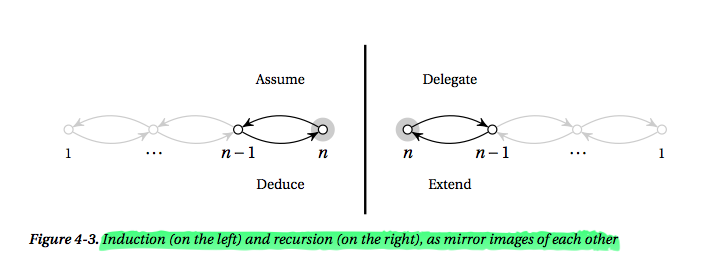 Assume Delegate
1 ... n−1 n n n−1 ... 1
Deduce Extend
Figure 4-3. Induction (on the left) and recursion (on the right), as mirror images of each other